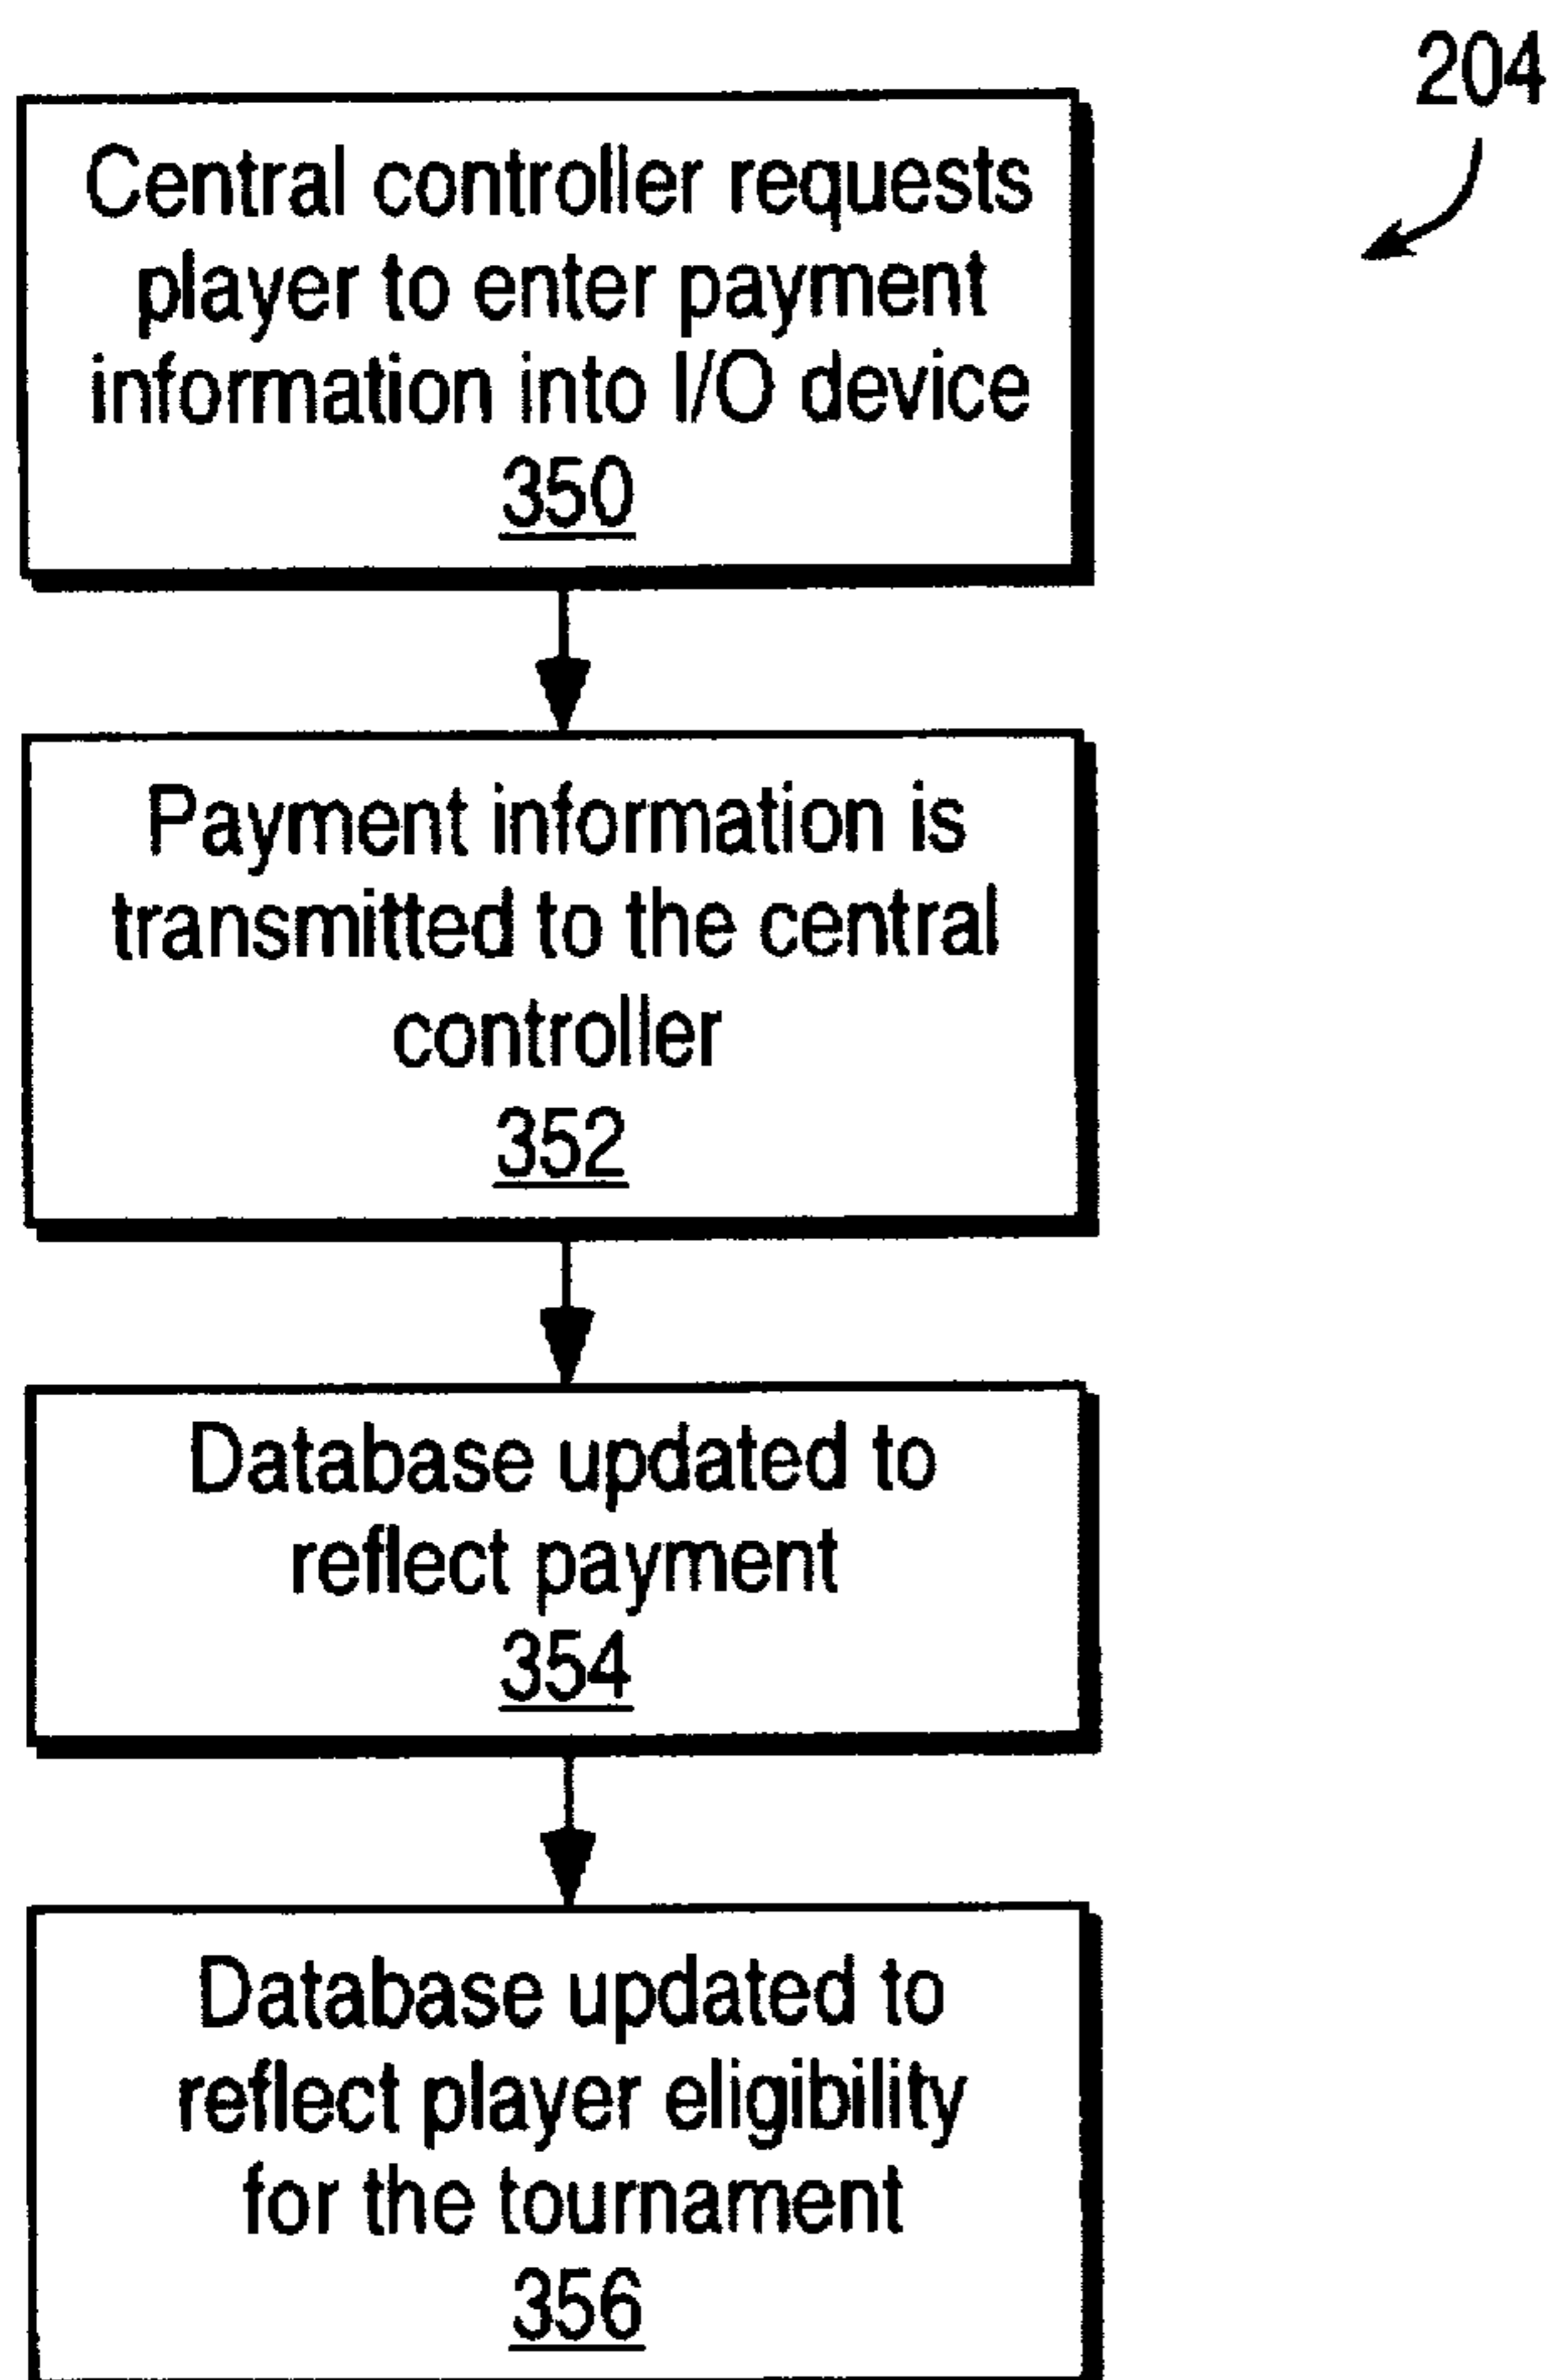 204
Central controller requests
player to enter payment
information into I/O device
350
Payment information is
transmitted to the central
controller
352
Database updated to
reflect payment
354
Database updated to
reflect player eligibility
for the tournament
356